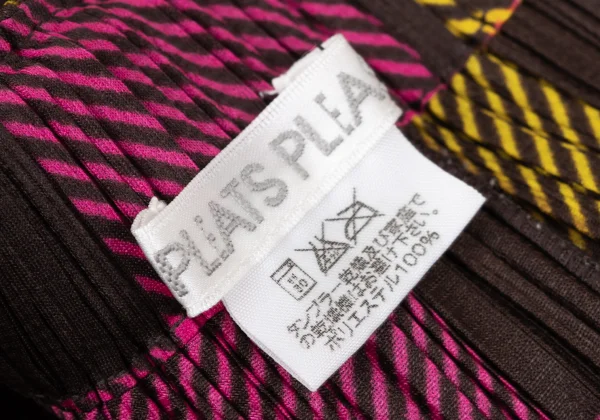 PLEATS PLEA
タンブラー乾燥及び家庭で
の乾燥機はお避け下さい。
ポリエステル100%